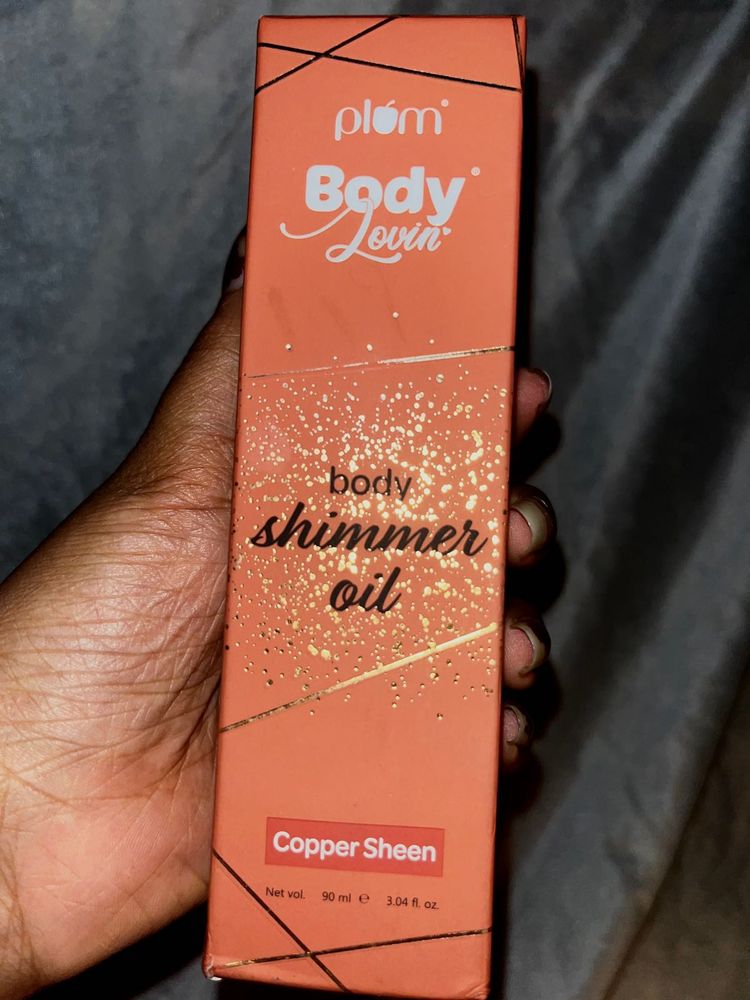 plum
Body
Lovin'
body
shimmer
oil
Copper Sheen
Net vol. 90 ml ℮ 3.04 fl. oz.